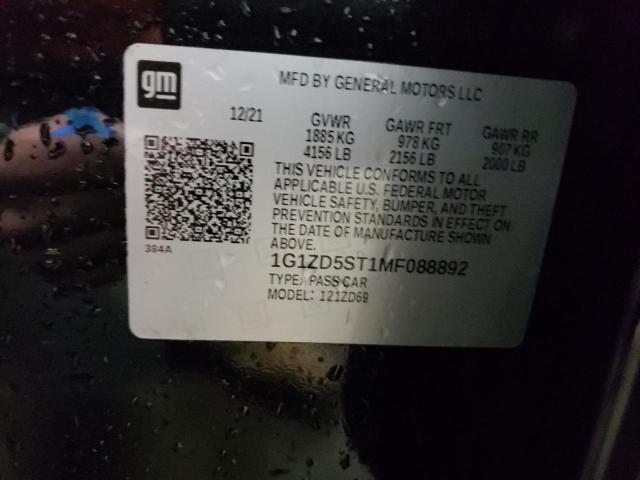 gm
MFD BY GENERAL MOTORS LLC
12/21 GVWR GAWR FRT GAWR RR
1885 KG 978 KG 907 KG
4156 LB 2156 LB 2000 LB
THIS VEHICLE CONFORMS TO ALL
APPLICABLE U.S. FEDERAL MOTOR
VEHICLE SAFETY, BUMPER, AND THEFT
PREVENTION STANDARDS IN EFFECT ON
THE DATE OF MANUFACTURE SHOWN
ABOVE.
384A
1G1ZD5ST1MF088892
TYPE: PASS CAR
MODEL: 121ZD69